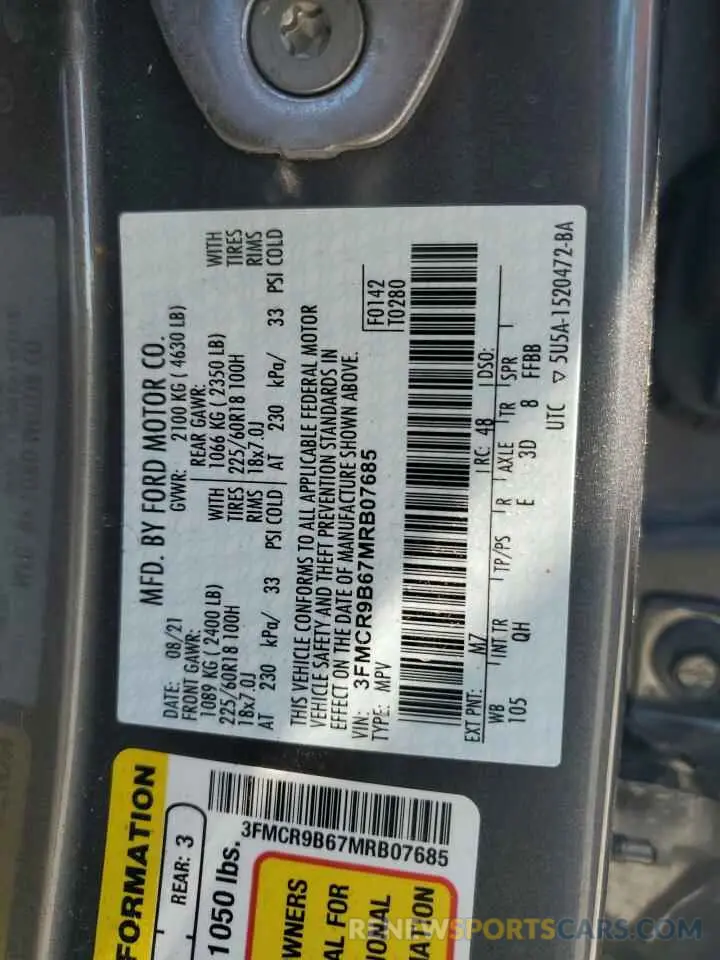 MFD. BY FORD MOTOR CO.
DATE: 08/21 GVWR: 2100 KG ( 4630 LB)
FRONT GAWR: REAR GAWR:
1089 KG ( 2400 LB) WITH 1066 KG ( 2350 LB) WITH
225/60R18 100H TIRES 225/60R18 100H TIRES
18x7.0J RIMS 18x7.0J RIMS
AT 230 kPa/ 33 PSI COLD AT 230 kPa/ 33 PSI COLD
THIS VEHICLE CONFORMS TO ALL APPLICABLE FEDERAL MOTOR
VEHICLE SAFETY AND THEFT PREVENTION STANDARDS IN
EFFECT ON THE DATE OF MANUFACTURE SHOWN ABOVE.
VIN: 3FMCR9B67MRB07685
TYPE: MPV
F0142
T0280
EXT PNT: M7 RC: 48 DSO:
WB INT TR TP/PS R AXLE TR SPR
105 QH E 3D 8 FFBB
UTC ▽ 5U5A-1520472-BA
FORMATION
REAR: 3
1050 lbs.
3FMCR9B67MRB07685
WNERS
AL FOR
IONAL
ATION
RENEWSPORTSCARS.COM